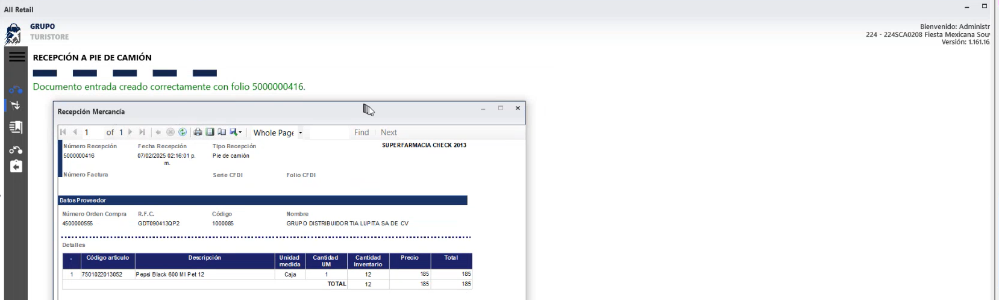 All Retail
GRUPO
TURISTORE
Bienvenido: Administr
224 - 224SCA0208 Fiesta Mexicana Sou
Versión: 1.161.16
RECEPCIÓN A PIE DE CAMIÓN
Documento entrada creado correctamente con folio 5000000416.
Recepción Mercancía
1 of 1 Whole Page Find Next
Número Recepción Fecha Recepción Tipo Recepción SUPERFARMACIA CHECK 2013
5000000416 07/02/2025 02:16:01 p. Pie de camión
m.
Número Factura Serie CFDI Folio CFDI
Datos Proveedor
Número Orden Compra R.F.C. Código Nombre
4500000555 GDT090413QP2 1000085 GRUPO DISTRIBUIDOR TIA LUPITA SA DE CV
Detalles
. Código artículo Descripción Unidad medida Cantidad UM Cantidad Inventario Precio Total
1 7501022013052 Pepsi Black 600 Ml Pet 12 Caja 1 12 185 185
TOTAL 12 185 185